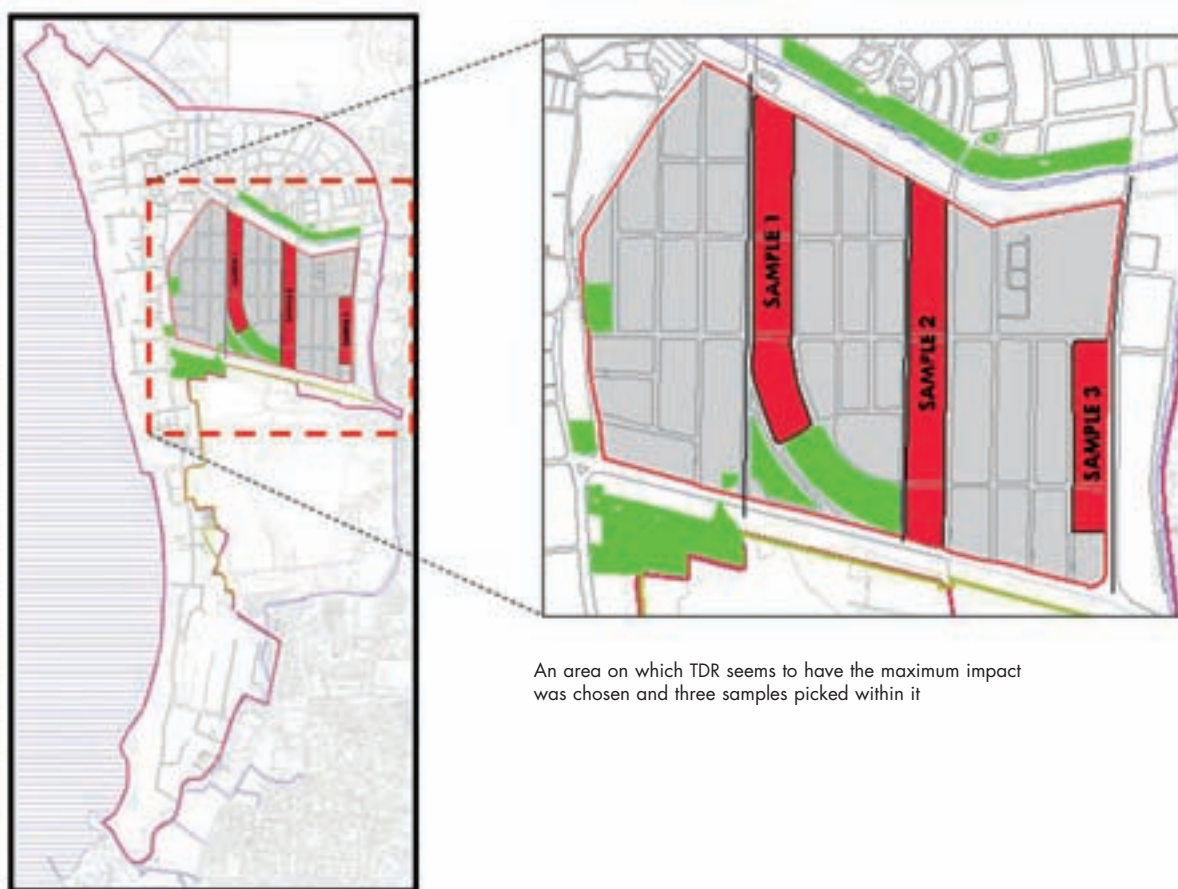 SAMPLE 1
SAMPLE 2
SAMPLE 3
An area on which TDR seems to have the maximum impact
was chosen and three samples picked within it